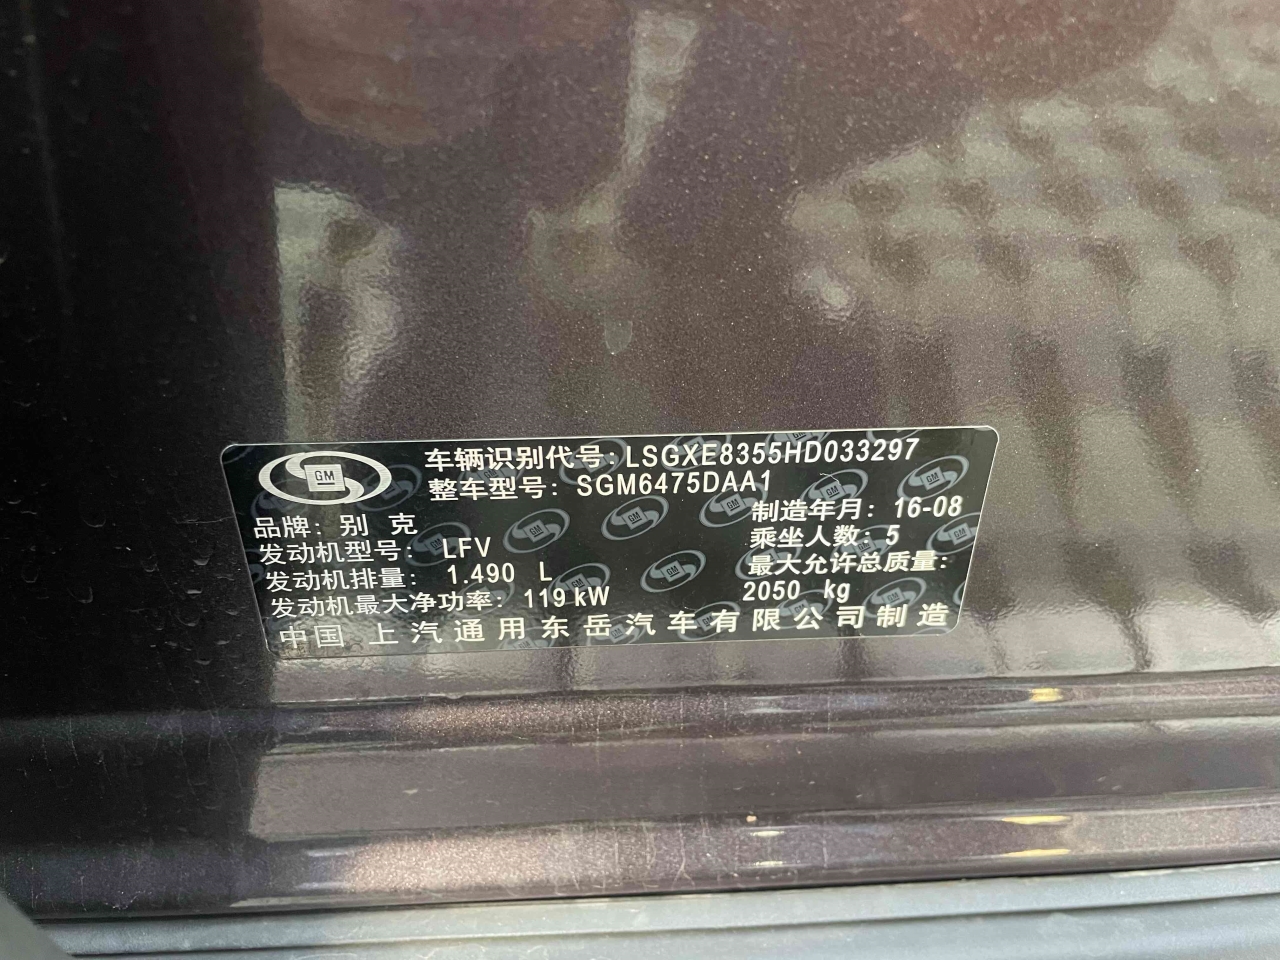 GM
车辆识别代号: LSGXE8355HD033297
整车型号: SGM6475DAA1
品牌: 别 克
制造年月: 16-08
发动机型号: LFV
乘坐人数: 5
发动机排量: 1.490 L
最大允许总质量:
发动机最大净功率: 119 kW
2050 kg
中国 上汽通用东岳汽车有限公司制造